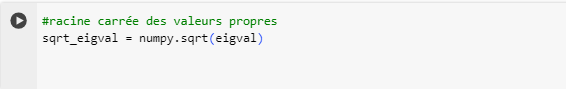 #racine carrée des valeurs propres
sqrt_eigval = numpy.sqrt(eigval)